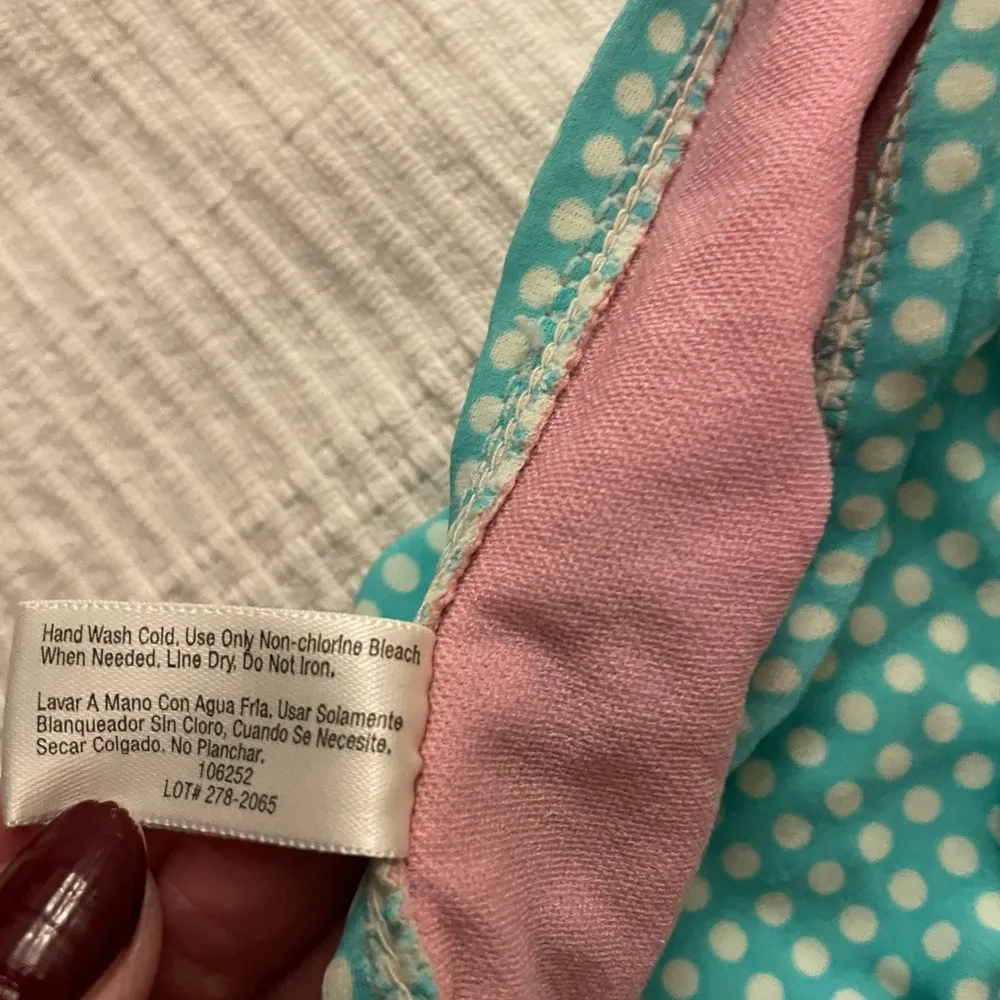 Hand Wash Cold, Use Only Non-chlorine Bleach
When Needed. Line Dry, Do Not Iron.
Lavar A Mano Con Agua Fria, Usar Solamente
Blanqueador Sin Cloro, Cuando Se Necesite,
Secar Colgado. No Planchar.
106252
LOT# 278-2065